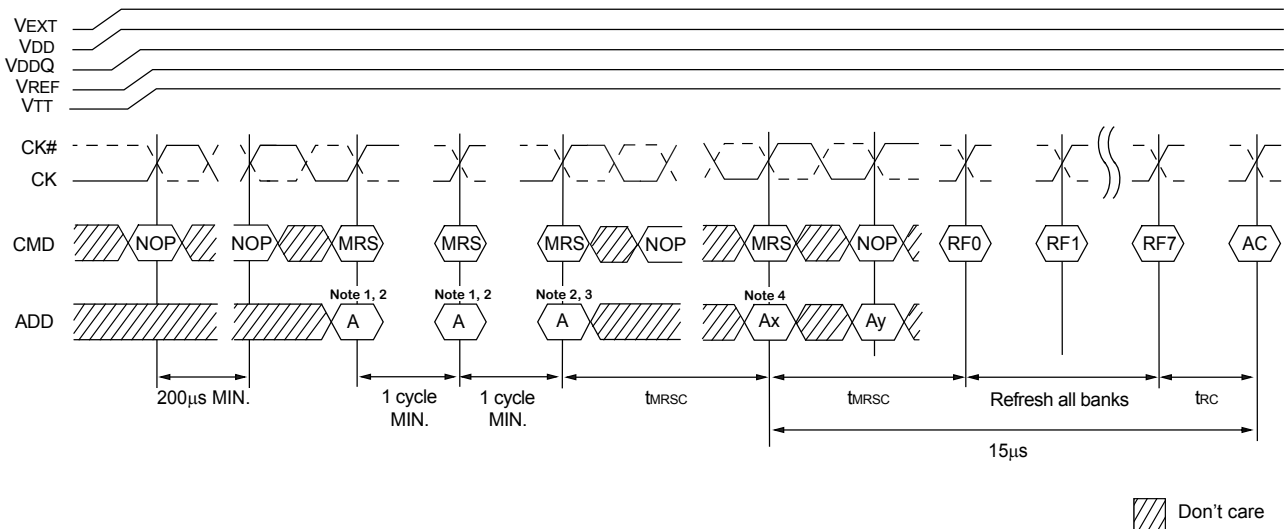 VEXT
VDD
VDDQ
VREF
VTT
CK#
CK
CMD NOP NOP MRS MRS MRS NOP MRS NOP RF0 RF1 RF7 AC
Note 1, 2 Note 1, 2 Note 2, 3 Note 4
ADD A A A Ax Ay
200μs MIN. 1 cycle MIN. 1 cycle MIN. tMRSC tMRSC Refresh all banks tRC
15μs
Don't care